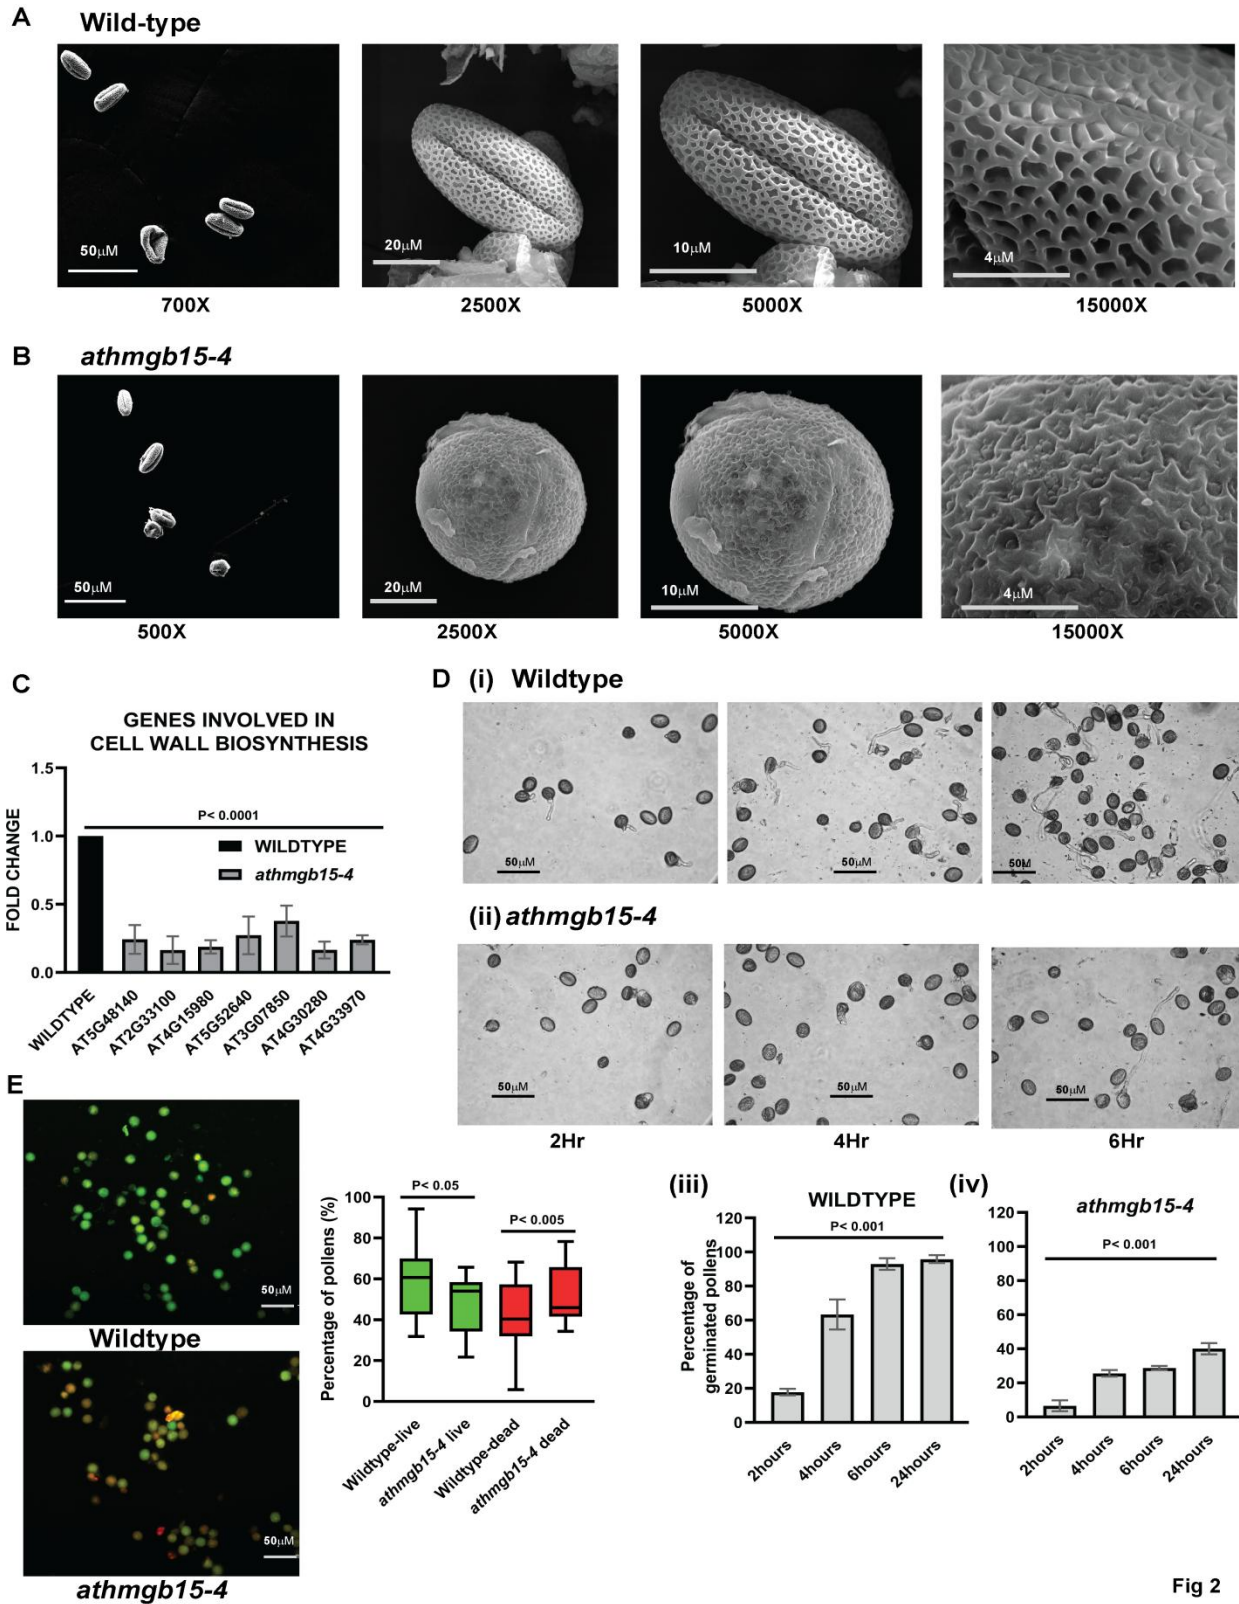 A
Wild-type
50μM
20μM
10μM
4μM
700X
2500X
5000X
15000X
B
athmgb15-4
50μM
20μM
10μM
4μM
500X
2500X
5000X
15000X
C
GENES INVOLVED IN
CELL WALL BIOSYNTHESIS
FOLD CHANGE
1.5
1.0
0.5
0.0
P< 0.0001
WILDTYPE
athmgb15-4
WILDTYPE
AT5G48140
AT2G33100
AT4G15980
AT5G52640
AT3G07850
AT4G30280
AT4G33970
D (i) Wildtype
50μM
50μM
50M
(ii) athmgb15-4
50μM
50μM
50μM
2Hr
4Hr
6Hr
E
50μM
Wildtype
50μM
athmgb15-4
Percentage of pollens (%)
100
80
60
40
20
0
P< 0.05
P< 0.005
Wildtype-live
athmgb15-4 live
Wildtype-dead
athmgb15-4 dead
(iii)
WILDTYPE
Percentage of
germinated pollens
120
100
80
60
40
20
0
P< 0.001
2hours
4hours
6hours
24hours
(iv)
athmgb15-4
120
100
80
60
40
20
0
P< 0.001
2hours
4hours
6hours
24hours
Fig 2